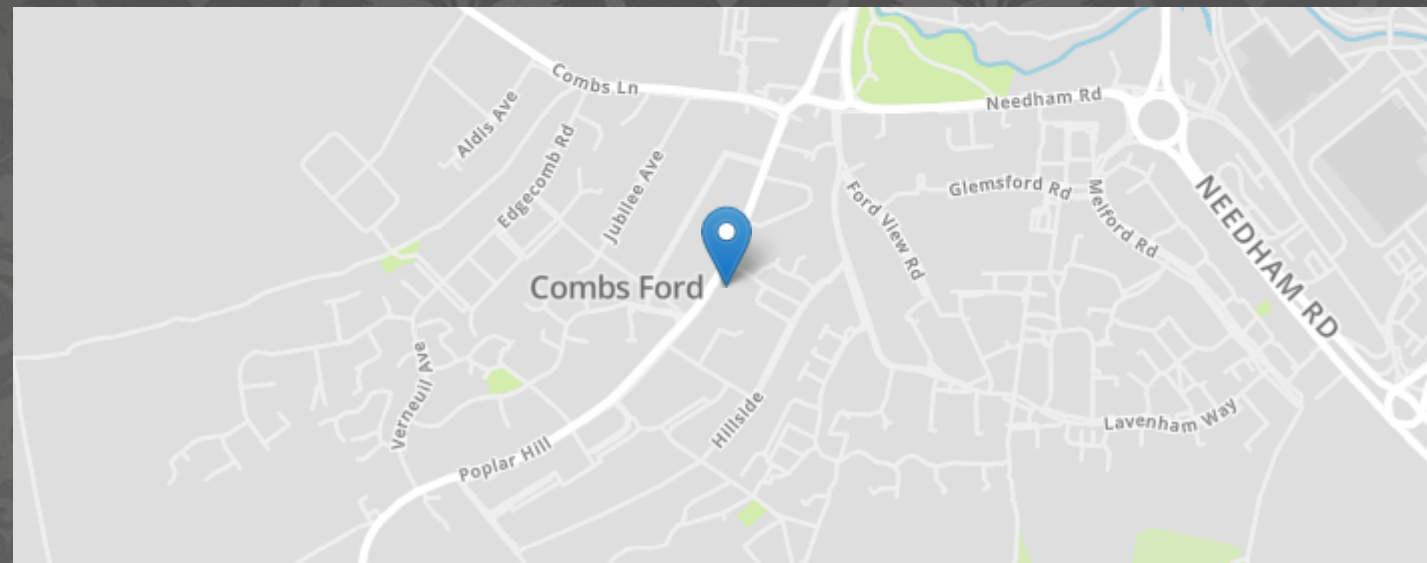 Combs Ln
Needham Rd
Aldis Ave
Edgecomb Rd
Jubilee Ave
Glemsford Rd
Melford Rd
NEEDHAM RD
Ford View Rd
Combs Ford
Verneuil Ave
Hillside
Lavenham Way
Poplar Hill